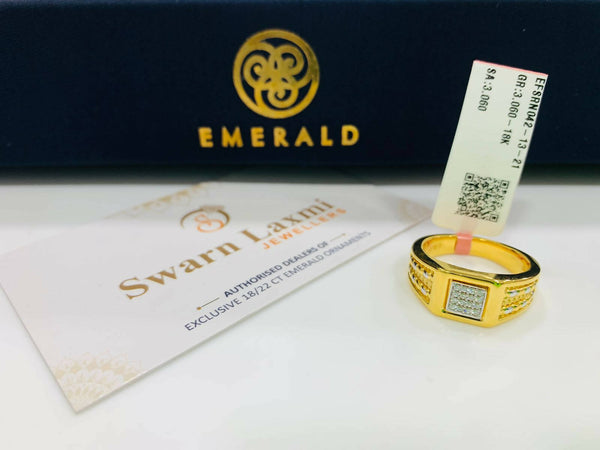 EMERALD
Swarn Laxmi
JEWELLERS
AUTHORISED DEALERS OF
EXCLUSIVE 18/22 CT EMERALD ORNAMENTS
EFSRN042-13-21
GR:3.060-18K
SA:3.060